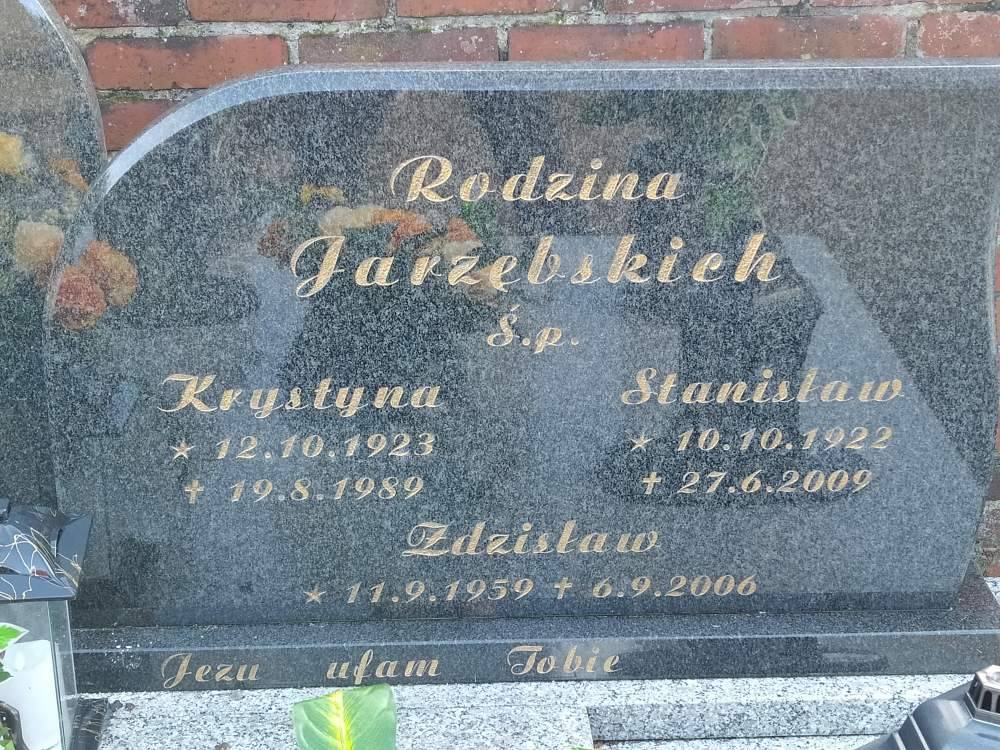 Rodzina
Jarzębskich
Ś.p.
Krystyna
★ 12.10.1923
✝ 19.8.1989
Stanisław
★ 10.10.1922
✝ 27.6.2009
Zdzisław
★ 11.9.1959 ✝ 6.9.2006
Jezu ufam Tobie